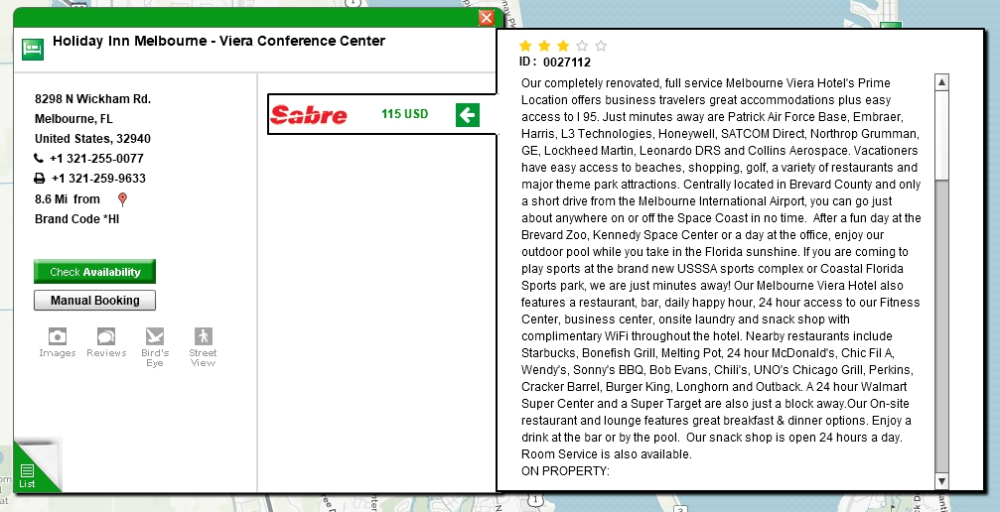 Holiday Inn Melbourne - Viera Conference Center
8298 N Wickham Rd.
Melbourne, FL
United States, 32940
+1 321-255-0077
+1 321-259-9633
8.6 Mi from
Brand Code *HI
Check Availability
Manual Booking
Images
Reviews
Bird's
Eye
Street
View
List
Sabre
115 USD
ID : 0027112
Our completely renovated, full service Melbourne Viera Hotel's Prime
Location offers business travelers great accommodations plus easy
access to I 95. Just minutes away are Patrick Air Force Base, Embraer,
Harris, L3 Technologies, Honeywell, SATCOM Direct, Northrop Grumman,
GE, Lockheed Martin, Leonardo DRS and Collins Aerospace. Vacationers
have easy access to beaches, shopping, golf, a variety of restaurants and
major theme park attractions. Centrally located in Brevard County and only
a short drive from the Melbourne International Airport, you can go just
about anywhere on or off the Space Coast in no time. After a fun day at the
Brevard Zoo, Kennedy Space Center or a day at the office, enjoy our
outdoor pool while you take in the Florida sunshine. If you are coming to
play sports at the brand new USSSA sports complex or Coastal Florida
Sports park, we are just minutes away! Our Melbourne Viera Hotel also
features a restaurant, bar, daily happy hour, 24 hour access to our Fitness
Center, business center, onsite laundry and snack shop with
complimentary WiFi throughout the hotel. Nearby restaurants include
Starbucks, Bonefish Grill, Melting Pot, 24 hour McDonald's, Chic Fil A,
Wendy's, Sonny's BBQ, Bob Evans, Chili's, UNO's Chicago Grill, Perkins,
Cracker Barrel, Burger King, Longhorn and Outback. A 24 hour Walmart
Super Center and a Super Target are also just a block away.Our On-site
restaurant and lounge features great breakfast & dinner options. Enjoy a
drink at the bar or by the pool. Our snack shop is open 24 hours a day.
Room Service is also available.
ON PROPERTY:
1